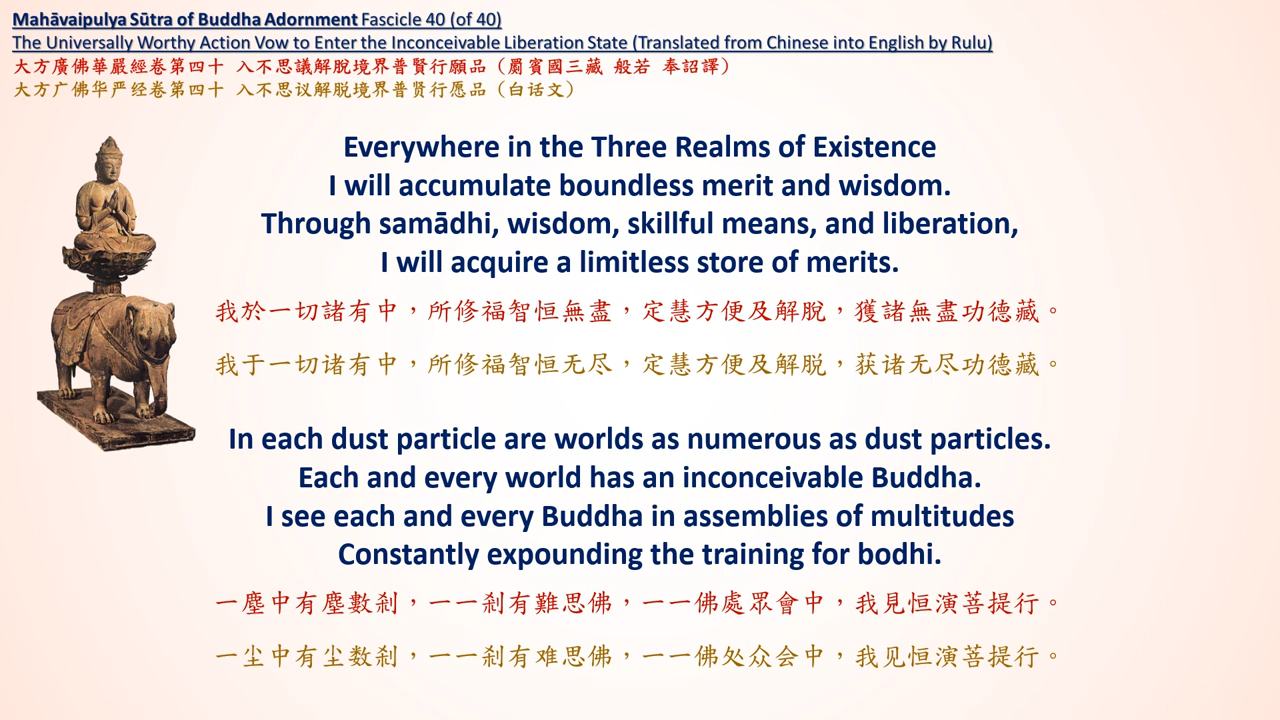 Mahāvaipulya Sūtra of Buddha Adornment Fascicle 40 (of 40)
The Universally Worthy Action Vow to Enter the Inconceivable Liberation State (Translated from Chinese into English by Rulu)
大方廣佛華嚴經卷第四十 入不思議解脫境界普賢行願品（罽賓國三藏 般若 奉詔譯）
大方广佛华严经卷第四十 入不思议解脱境界普贤行愿品（白话文）
Everywhere in the Three Realms of Existence
I will accumulate boundless merit and wisdom.
Through samādhi, wisdom, skillful means, and liberation,
I will acquire a limitless store of merits.
我於一切諸有中，所修福智恒無盡，定慧方便及解脫，獲諸無盡功德藏。
我于一切诸有中，所修福智恒无尽，定慧方便及解脱，获诸无尽功德藏。
In each dust particle are worlds as numerous as dust particles.
Each and every world has an inconceivable Buddha.
I see each and every Buddha in assemblies of multitudes
Constantly expounding the training for bodhi.
一塵中有塵數剎，一一剎有難思佛，一一佛處眾會中，我見恒演菩提行。
一尘中有尘数刹，一一刹有难思佛，一一佛处众会中，我见恒演菩提行。